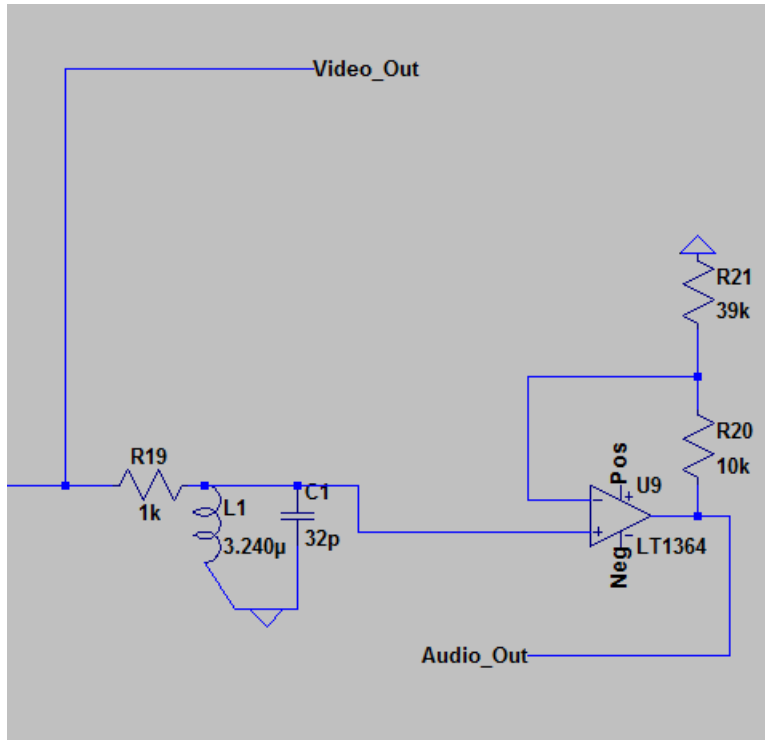 Video_Out
R21
39k
R19
1k
L1
3.240µ
C1
32p
R20
10k
Pos
U9
LT1364
Neg
Audio_Out